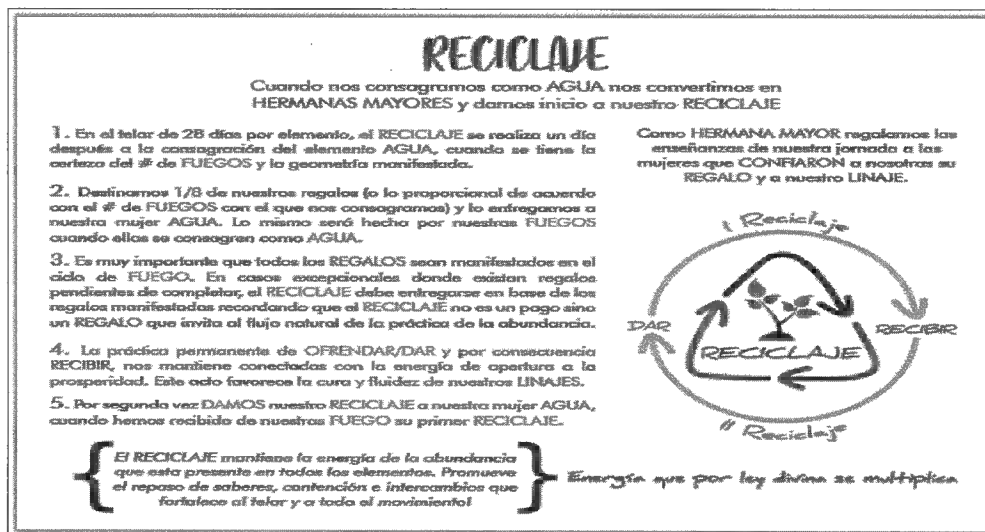 RECICLAJE
Cuando nos consagramos como AGUA nos convertimos en
HERMANAS MAYORES y damos inicio a nuestro RECICLAJE
1. En el telar de 28 días por elemento, el RECICLAJE se realiza un día
después a la consagración del elemento AGUA, cuando se tiene la
certeza del # de FUEGOS y la geometría manifestada.
2. Destinamos 1/8 de nuestros regalos (o lo proporcional de acuerdo
con el # de FUEGOS con el que nos consagramos) y lo entregamos a
nuestra mujer AGUA. Lo mismo será hecho por nuestras FUEGOS
cuando ellas se consagren como AGUA.
3. Es muy importante que todos los REGALOS sean manifestados en el
ciclo de FUEGO. En casos excepcionales donde existan regalos
pendientes de completar, el RECICLAJE debe entregarse en base de los
regalos manifestados recordando que el RECICLAJE no es un pago sino
un REGALO que invita al flujo natural de la práctica de la abundancia.
4. La práctica permanente de OFRENDAR/DAR y por consecuencia
RECIBIR, nos mantiene conectadas con la energía de apertura a la
prosperidad. Este acto favorece la cura y fluidez de nuestros LINAJES.
5. Por segunda vez DAMOS nuestro RECICLAJE a nuestra mujer AGUA,
cuando hemos recibido de nuestras FUEGO su primer RECICLAJE.
Como HERMANA MAYOR regalamos las
enseñanzas de nuestra jornada a las
mujeres que CONFIARON a nosotras su
REGALO y a nuestro LINAJE.
I Reciclaje
DAR
RECIBIR
RECICLAJE
II Reciclaje
El RECICLAJE mantiene la energía de la abundancia
que esta presente en todos los elementos. Promueve
el repaso de saberes, contención e intercambios que
fortalece al telar y a todo el movimiento!
Energía que por ley divina se multiplica